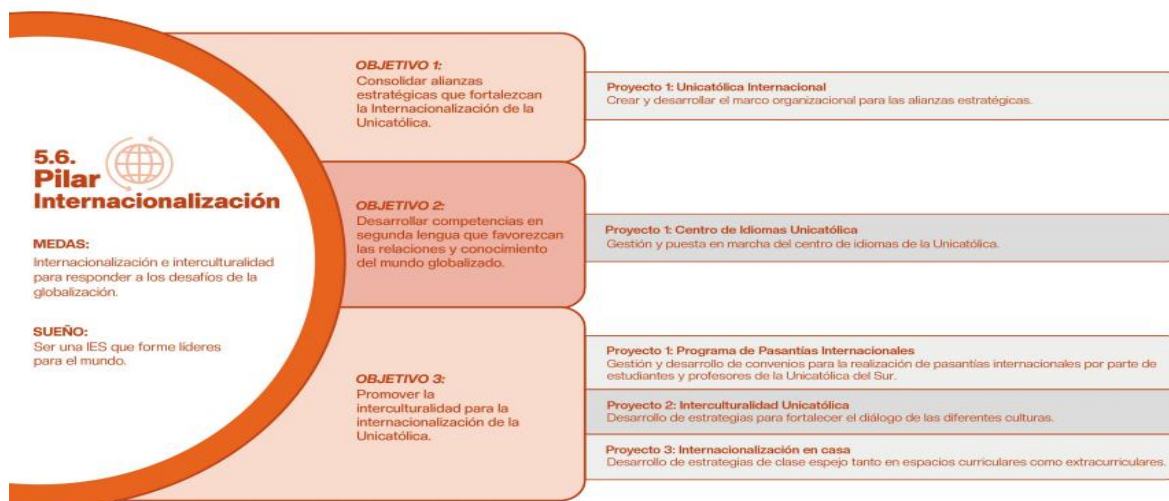 5.6.
Pilar
Internacionalización
MEDAS:
Internacionalización e interculturalidad
para responder a los desafíos de la
globalización.
SUEÑO:
Ser una IES que forme líderes
para el mundo.
OBJETIVO 1:
Consolidar alianzas
estratégicas que fortalezcan
la Internacionalización de la
Unicatólica.
Proyecto 1: Unicatólica Internacional
Crear y desarrollar el marco organizacional para las alianzas estratégicas.
OBJETIVO 2:
Desarrollar competencias en
segunda lengua que favorezcan
las relaciones y conocimiento
del mundo globalizado.
Proyecto 1: Centro de Idiomas Unicatólica
Gestión y puesta en marcha del centro de idiomas de la Unicatólica.
OBJETIVO 3:
Promover la
interculturalidad para la
internacionalización de la
Unicatólica.
Proyecto 1: Programa de Pasantías Internacionales
Gestión y desarrollo de convenios para la realización de pasantías internacionales por parte de
estudiantes y profesores de la Unicatólica del Sur.
Proyecto 2: Interculturalidad Unicatólica
Desarrollo de estrategias para fortalecer el diálogo de las diferentes culturas.
Proyecto 3: Internacionalización en casa
Desarrollo de estrategias de clase espejo tanto en espacios curriculares como extracurriculares.